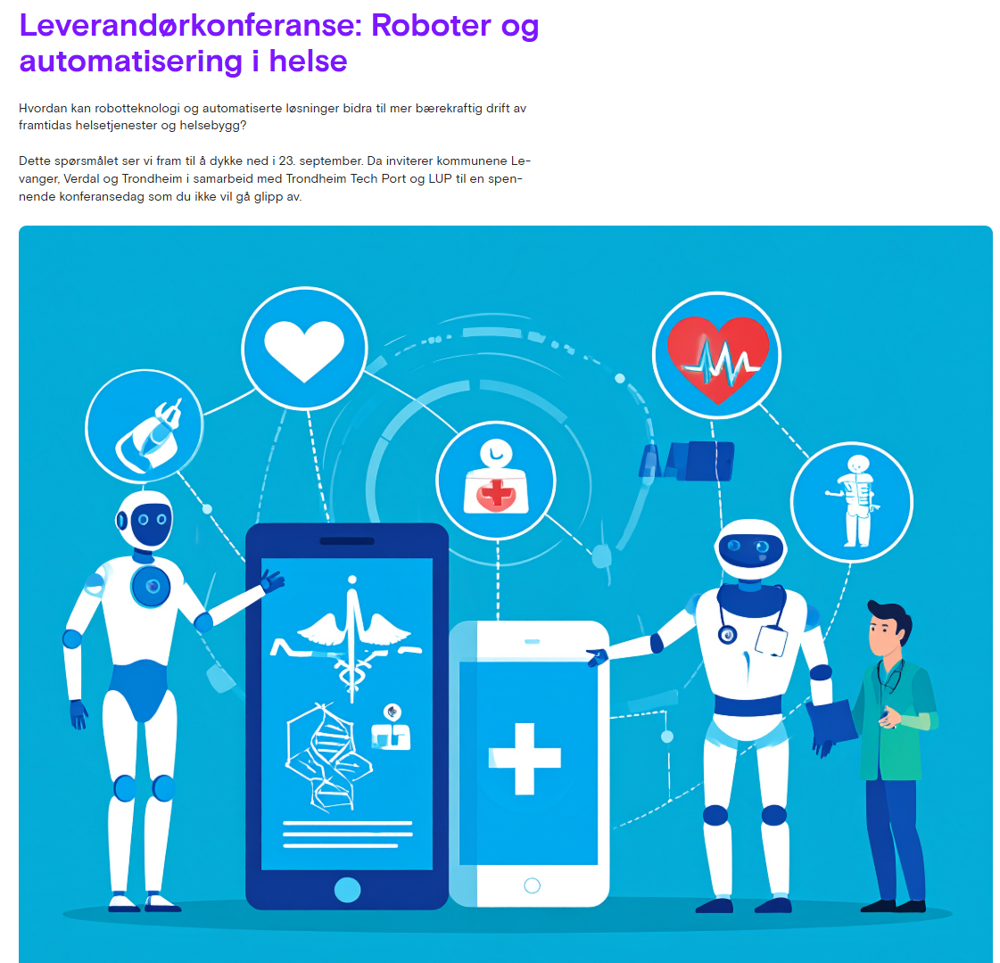 Leverandørkonferanse: Roboter og
automatisering i helse
Hvordan kan robotteknologi og automatiserte løsninger bidra til mer bærekraftig drift av
framtidas helsetjenester og helsebygg?
Dette spørsmålet ser vi fram til å dykke ned i 23. september. Da inviterer kommunene Le-
vanger, Verdal og Trondheim i samarbeid med Trondheim Tech Port og LUP til en spen-
nende konferansedag som du ikke vil gå glipp av.